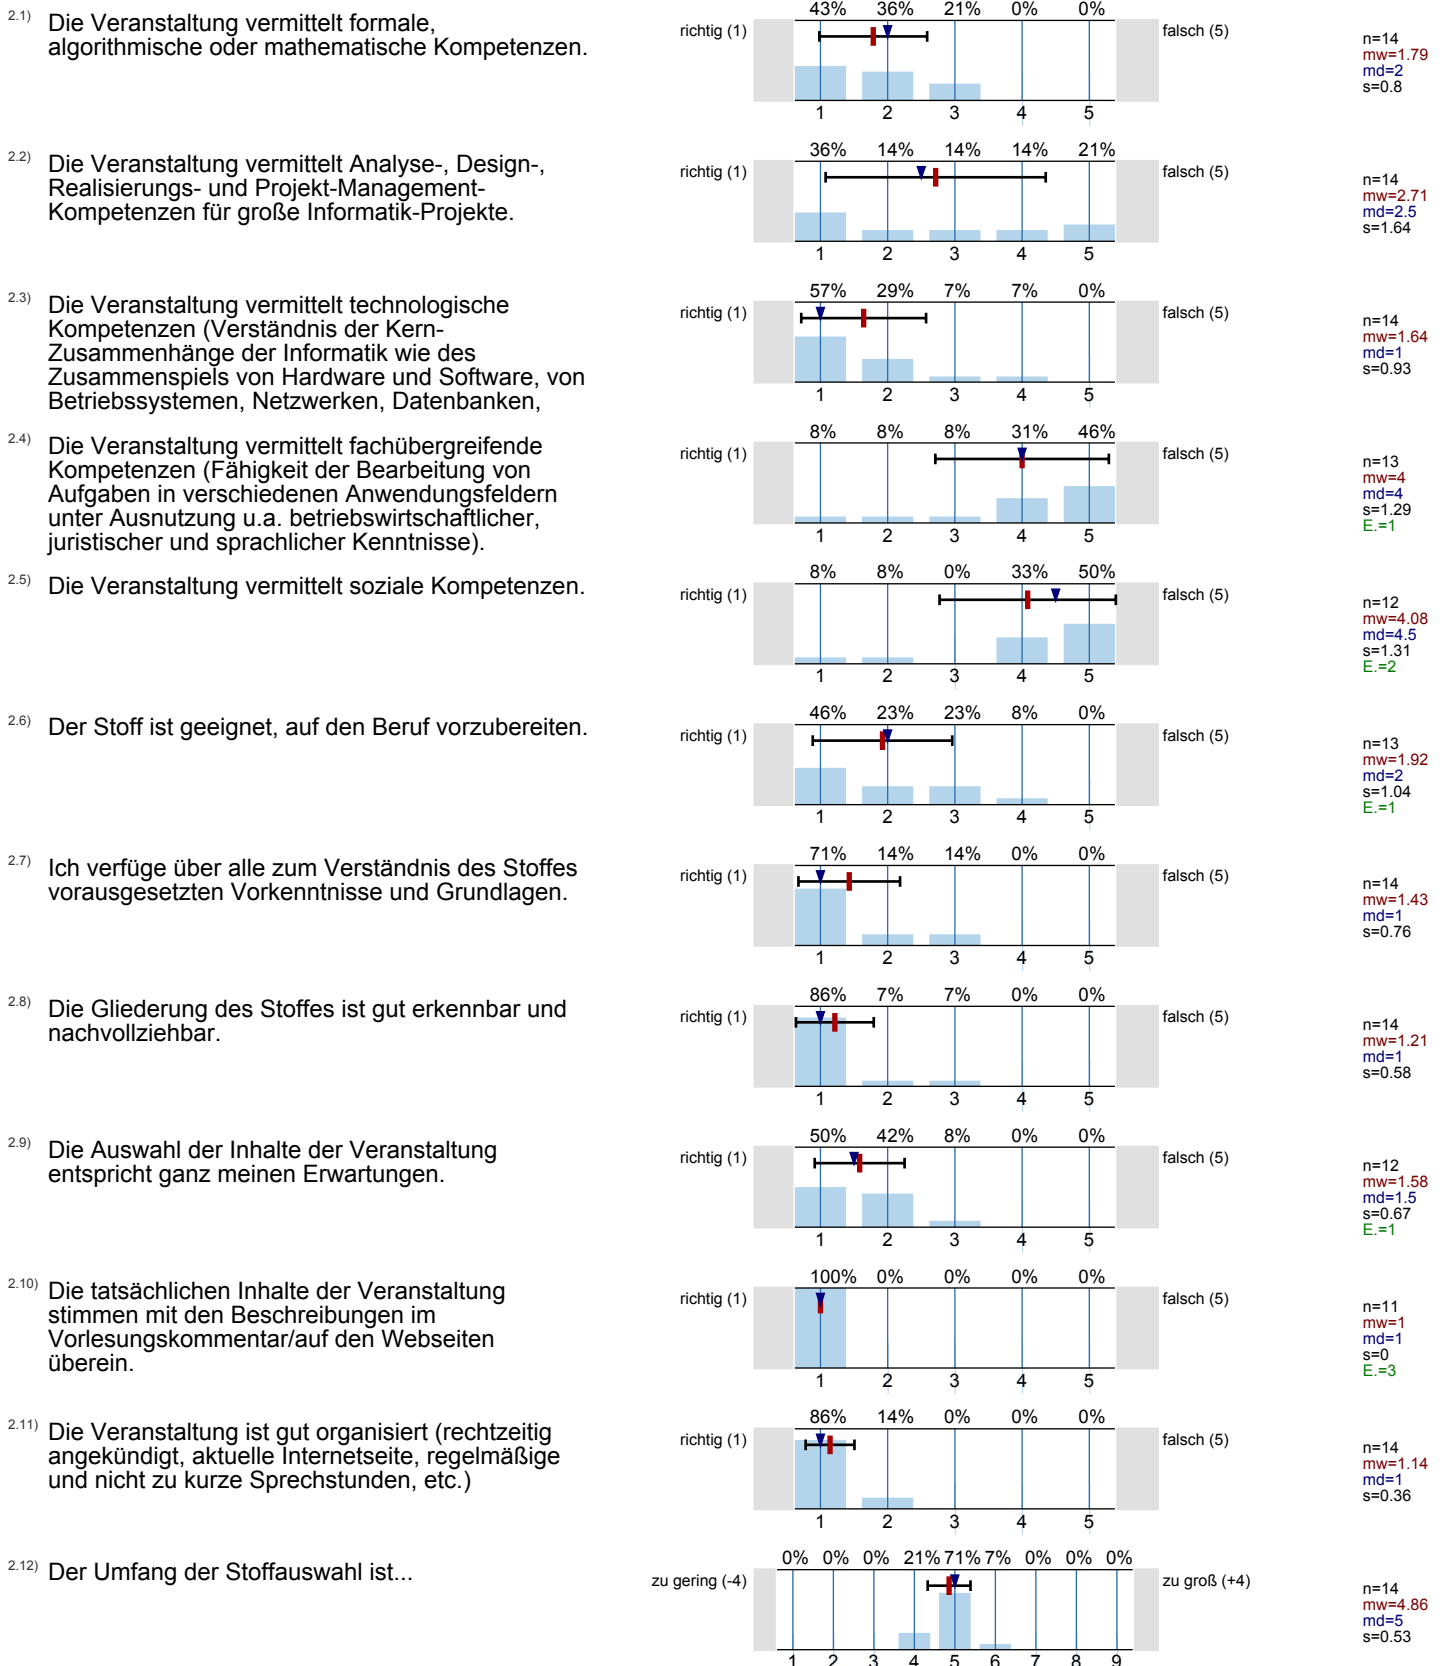 2.1) Die Veranstaltung vermittelt formale,
algorithmische oder mathematische Kompetenzen.
43% 36% 21% 0% 0%
richtig (1) falsch (5)
1 2 3 4 5
n=14
mw=1.79
md=2
s=0.8
2.2) Die Veranstaltung vermittelt Analyse-, Design-,
Realisierungs- und Projekt-Management-
Kompetenzen für große Informatik-Projekte.
36% 14% 14% 14% 21%
richtig (1) falsch (5)
1 2 3 4 5
n=14
mw=2.71
md=2.5
s=1.64
2.3) Die Veranstaltung vermittelt technologische
Kompetenzen (Verständnis der Kern-
Zusammenhänge der Informatik wie des
Zusammenspiels von Hardware und Software, von
Betriebssystemen, Netzwerken, Datenbanken,
57% 29% 7% 7% 0%
richtig (1) falsch (5)
1 2 3 4 5
n=14
mw=1.64
md=1
s=0.93
2.4) Die Veranstaltung vermittelt fachübergreifende
Kompetenzen (Fähigkeit der Bearbeitung von
Aufgaben in verschiedenen Anwendungsfeldern
unter Ausnutzung u.a. betriebswirtschaftlicher,
juristischer und sprachlicher Kenntnisse).
8% 8% 8% 31% 46%
richtig (1) falsch (5)
1 2 3 4 5
n=13
mw=4
md=4
s=1.29
E.=1
2.5) Die Veranstaltung vermittelt soziale Kompetenzen.
8% 8% 0% 33% 50%
richtig (1) falsch (5)
1 2 3 4 5
n=12
mw=4.08
md=4.5
s=1.31
E.=2
2.6) Der Stoff ist geeignet, auf den Beruf vorzubereiten.
46% 23% 23% 8% 0%
richtig (1) falsch (5)
1 2 3 4 5
n=13
mw=1.92
md=2
s=1.04
E.=1
2.7) Ich verfüge über alle zum Verständnis des Stoffes
vorausgesetzten Vorkenntnisse und Grundlagen.
71% 14% 14% 0% 0%
richtig (1) falsch (5)
1 2 3 4 5
n=14
mw=1.43
md=1
s=0.76
2.8) Die Gliederung des Stoffes ist gut erkennbar und
nachvollziehbar.
86% 7% 7% 0% 0%
richtig (1) falsch (5)
1 2 3 4 5
n=14
mw=1.21
md=1
s=0.58
2.9) Die Auswahl der Inhalte der Veranstaltung
entspricht ganz meinen Erwartungen.
50% 42% 8% 0% 0%
richtig (1) falsch (5)
1 2 3 4 5
n=12
mw=1.58
md=1.5
s=0.67
E.=1
2.10) Die tatsächlichen Inhalte der Veranstaltung
stimmen mit den Beschreibungen im
Vorlesungskommentar/auf den Webseiten
überein.
100% 0% 0% 0% 0%
richtig (1) falsch (5)
1 2 3 4 5
n=11
mw=1
md=1
s=0
E.=3
2.11) Die Veranstaltung ist gut organisiert (rechtzeitig
angekündigt, aktuelle Internetseite, regelmäßige
und nicht zu kurze Sprechstunden, etc.)
86% 14% 0% 0% 0%
richtig (1) falsch (5)
1 2 3 4 5
n=14
mw=1.14
md=1
s=0.36
2.12) Der Umfang der Stoffauswahl ist...
0% 0% 0% 21% 71% 7% 0% 0% 0%
zu gering (-4) zu groß (+4)
1 2 3 4 5 6 7 8 9
n=14
mw=4.86
md=5
s=0.53